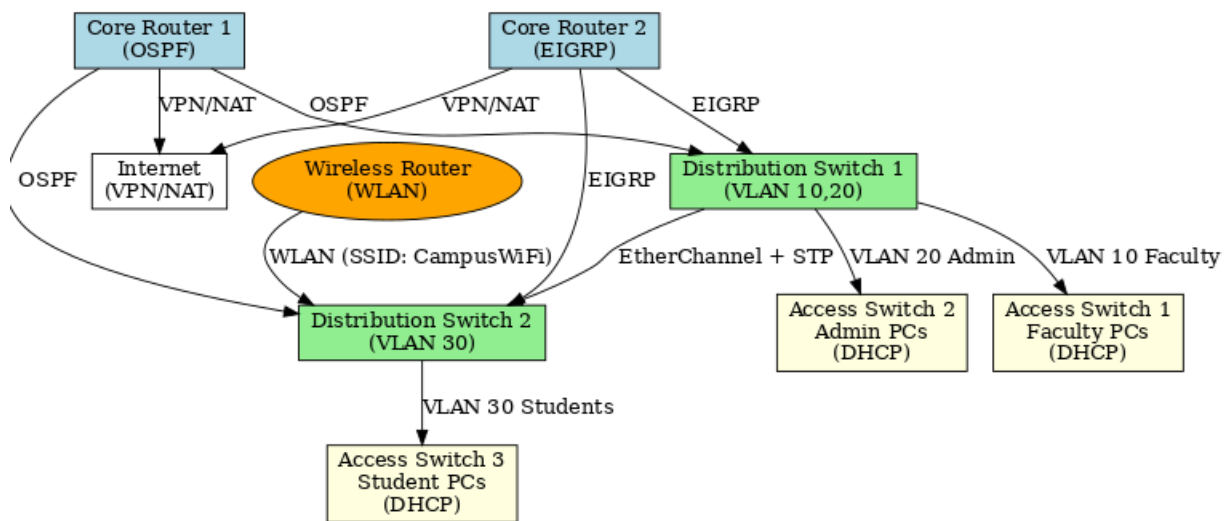 Core Router 1
(OSPF)
Core Router 2
(EIGRP)
VPN/NAT
OSPF
VPN/NAT
EIGRP
OSPF
Internet
(VPN/NAT)
Wireless Router
(WLAN)
EIGRP
Distribution Switch 1
(VLAN 10,20)
WLAN (SSID: CampusWiFi)
EtherChannel + STP
VLAN 20 Admin
VLAN 10 Faculty
Distribution Switch 2
(VLAN 30)
Access Switch 2
Admin PCs
(DHCP)
Access Switch 1
Faculty PCs
(DHCP)
VLAN 30 Students
Access Switch 3
Student PCs
(DHCP)